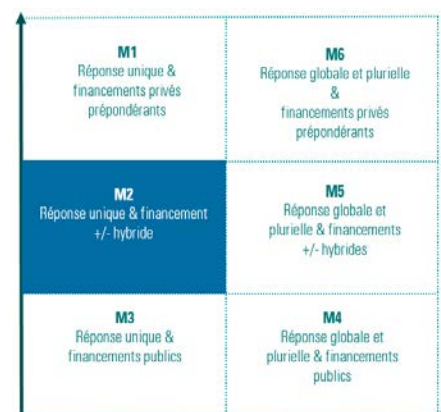 M1
Réponse unique &
financements privés
prépondérants
M6
Réponse globale et plurielle
&
financements privés
prépondérants
M2
Réponse unique & financement
+/- hybride
M5
Réponse globale et
plurielle & financements
+/- hybrides
M3
Réponse unique &
financements publics
M4
Réponse globale et
plurielle & financements
publics